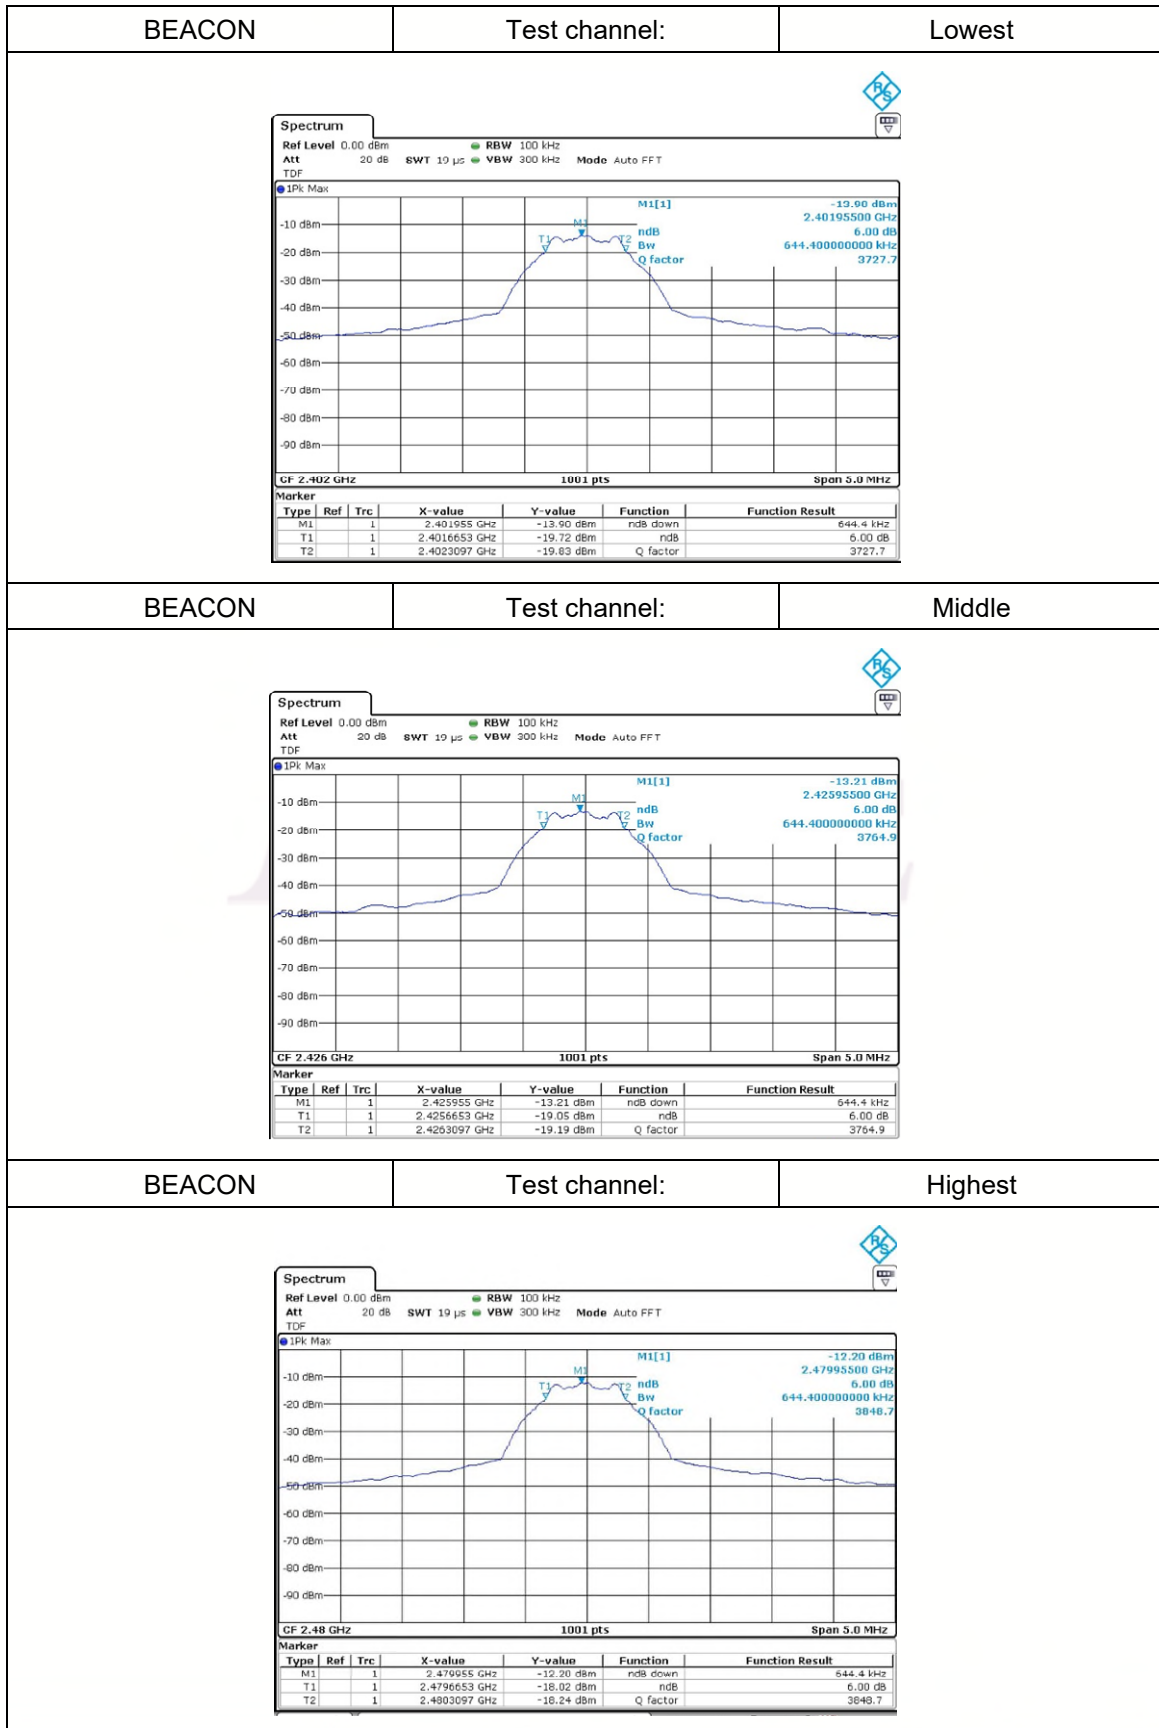 BEACON Test channel: Lowest
R&S
Spectrum
Ref Level 0.00 dBm RBW 100 kHz
Att 20 dB SWT 19 µs VBW 300 kHz Mode Auto FFT
TDF
1Pk Max
M1[1] -13.90 dBm
2.40195500 GHz
ndB 6.00 dB
Bw 644.400000000 kHz
Q factor 3727.7
M1
T1 T2
-10 dBm
-20 dBm
-30 dBm
-40 dBm
-50 dBm
-60 dBm
-70 dBm
-80 dBm
-90 dBm
CF 2.402 GHz 1001 pts Span 5.0 MHz
Marker
Type Ref Trc X-value Y-value Function Function Result
M1 1 2.401955 GHz -13.90 dBm ndB down 644.4 kHz
T1 1 2.4016653 GHz -19.72 dBm ndB 6.00 dB
T2 1 2.4023097 GHz -19.83 dBm Q factor 3727.7
BEACON Test channel: Middle
R&S
Spectrum
Ref Level 0.00 dBm RBW 100 kHz
Att 20 dB SWT 19 µs VBW 300 kHz Mode Auto FFT
TDF
1Pk Max
M1[1] -13.21 dBm
2.42595500 GHz
ndB 6.00 dB
Bw 644.400000000 kHz
Q factor 3764.9
M1
T1 T2
-10 dBm
-20 dBm
-30 dBm
-40 dBm
-50 dBm
-60 dBm
-70 dBm
-80 dBm
-90 dBm
CF 2.426 GHz 1001 pts Span 5.0 MHz
Marker
Type Ref Trc X-value Y-value Function Function Result
M1 1 2.425955 GHz -13.21 dBm ndB down 644.4 kHz
T1 1 2.4256653 GHz -19.05 dBm ndB 6.00 dB
T2 1 2.4263097 GHz -19.19 dBm Q factor 3764.9
BEACON Test channel: Highest
R&S
Spectrum
Ref Level 0.00 dBm RBW 100 kHz
Att 20 dB SWT 19 µs VBW 300 kHz Mode Auto FFT
TDF
1Pk Max
M1[1] -12.20 dBm
2.47995500 GHz
ndB 6.00 dB
Bw 644.400000000 kHz
Q factor 3848.7
M1
T1 T2
-10 dBm
-20 dBm
-30 dBm
-40 dBm
-50 dBm
-60 dBm
-70 dBm
-80 dBm
-90 dBm
CF 2.48 GHz 1001 pts Span 5.0 MHz
Marker
Type Ref Trc X-value Y-value Function Function Result
M1 1 2.479955 GHz -12.20 dBm ndB down 644.4 kHz
T1 1 2.4796653 GHz -18.02 dBm ndB 6.00 dB
T2 1 2.4803097 GHz -18.24 dBm Q factor 3848.7